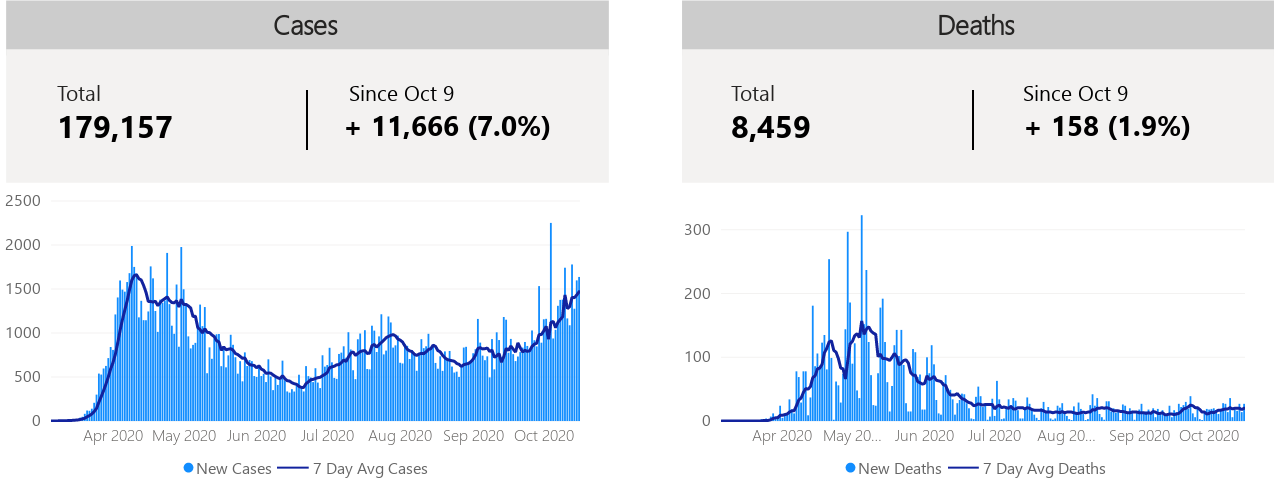 Cases
Total
179,157
Since Oct 9
+ 11,666 (7.0%)
2500
2000
1500
1000
500
0
Apr 2020 May 2020 Jun 2020 Jul 2020 Aug 2020 Sep 2020 Oct 2020
New Cases 7 Day Avg Cases
Deaths
Total
8,459
Since Oct 9
+ 158 (1.9%)
300
200
100
0
Apr 2020 May 20... Jun 2020 Jul 2020 Aug 20... Sep 2020 Oct 2020
New Deaths 7 Day Avg Deaths